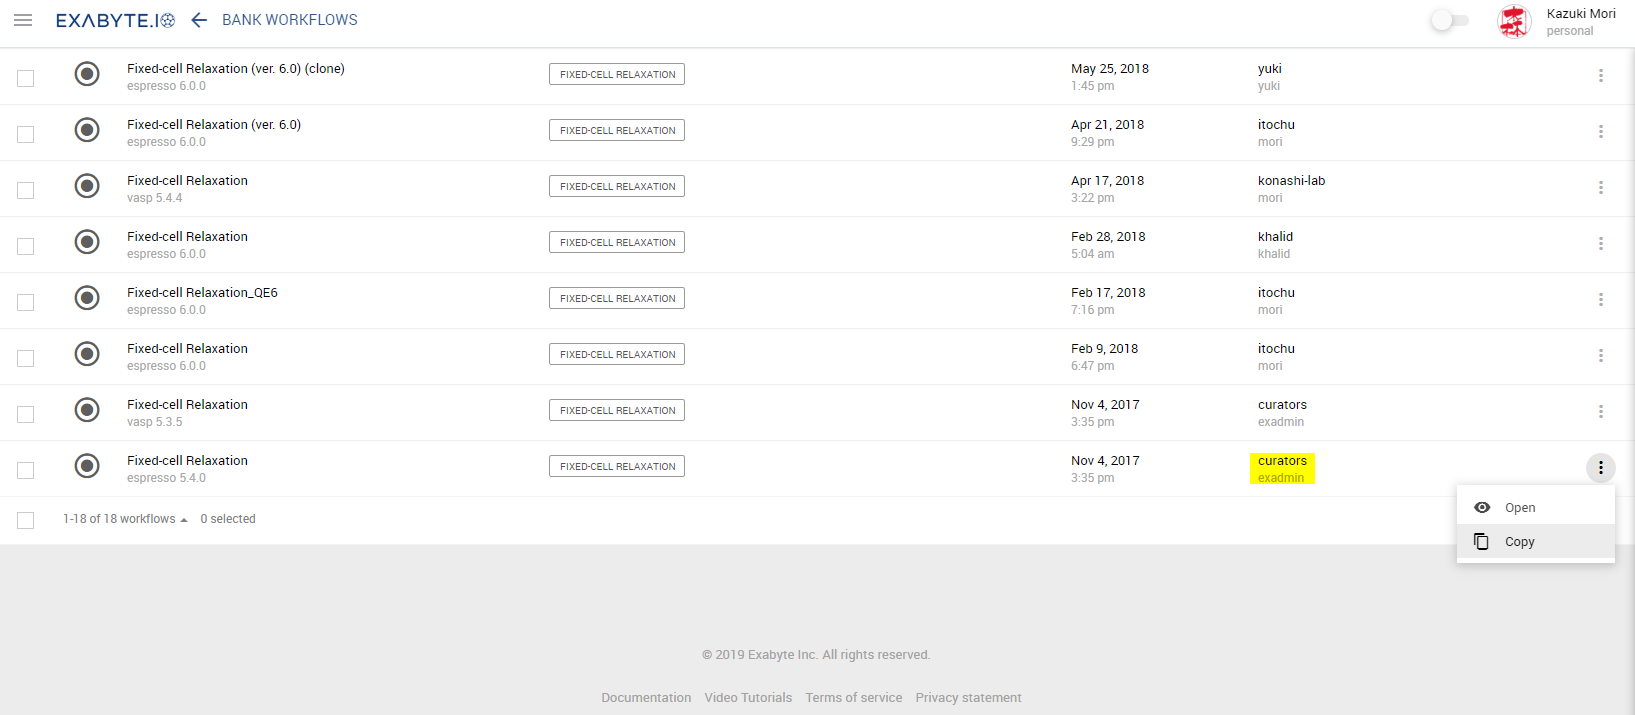 EXABYTE.IO BANK WORKFLOWS Kazuki Mori
personal
Fixed-cell Relaxation (ver. 6.0) (clone) FIXED-CELL RELAXATION May 25, 2018 yuki
espresso 6.0.0 1:45 pm yuki
Fixed-cell Relaxation (ver. 6.0) FIXED-CELL RELAXATION Apr 21, 2018 itochu
espresso 6.0.0 9:29 pm mori
Fixed-cell Relaxation FIXED-CELL RELAXATION Apr 17, 2018 konashi-lab
vasp 5.4.4 3:22 pm mori
Fixed-cell Relaxation FIXED-CELL RELAXATION Feb 28, 2018 khalid
espresso 6.0.0 5:04 am khalid
Fixed-cell Relaxation_QE6 FIXED-CELL RELAXATION Feb 17, 2018 itochu
espresso 6.0.0 7:16 pm mori
Fixed-cell Relaxation FIXED-CELL RELAXATION Feb 9, 2018 itochu
espresso 6.0.0 6:47 pm mori
Fixed-cell Relaxation FIXED-CELL RELAXATION Nov 4, 2017 curators
vasp 5.3.5 3:35 pm exadmin
Fixed-cell Relaxation FIXED-CELL RELAXATION Nov 4, 2017 curators
espresso 5.4.0 3:35 pm exadmin
Open
1-18 of 18 workflows 0 selected
Copy
© 2019 Exabyte Inc. All rights reserved.
Documentation Video Tutorials Terms of service Privacy statement